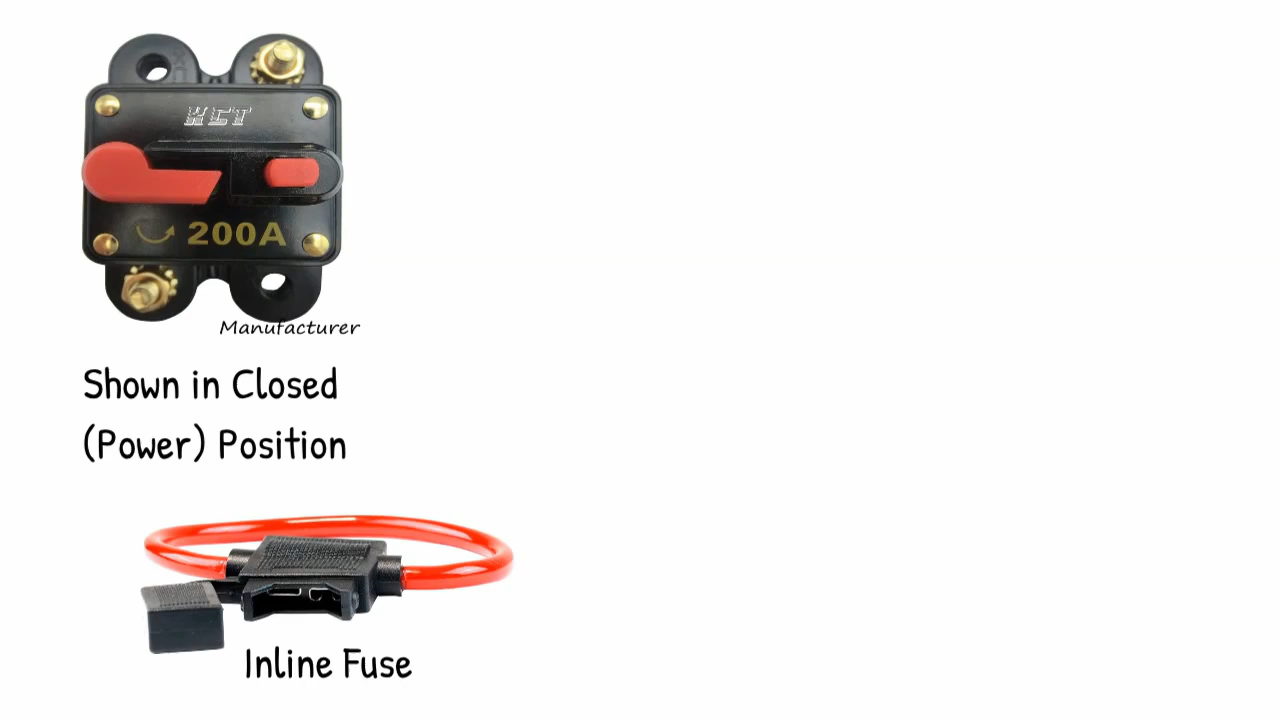 HCT
200A
Manufacturer
Shown in Closed
(Power) Position
Inline Fuse